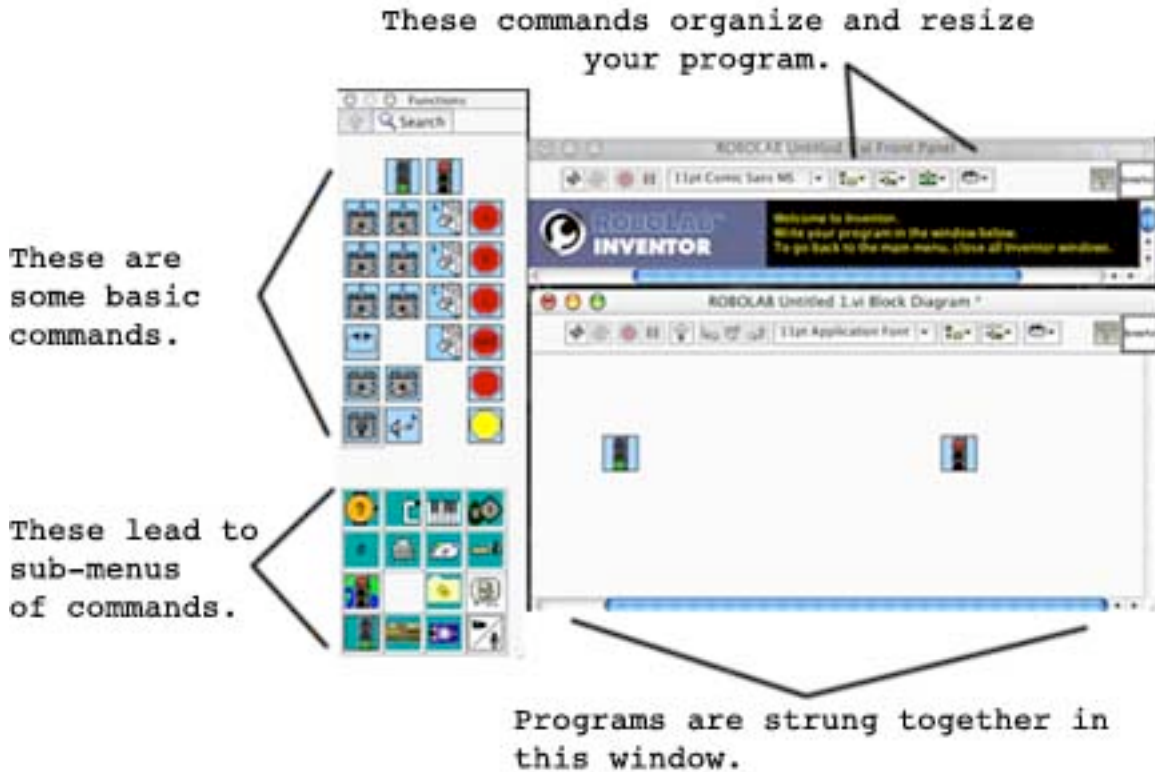 These commands organize and resize
your program.
Functions
Search
ROBOLAB Untitled 1.vi Front Panel
11pt Comic Sans MS
ROBOLAB™
INVENTOR
Welcome to Inventor.
Write your program in the window below.
To go back to the main menu, close all Inventor windows.
These are
some basic
commands.
ROBOLAB Untitled 1.vi Block Diagram *
11pt Application Font
These lead to
sub-menus
of commands.
Programs are strung together in
this window.